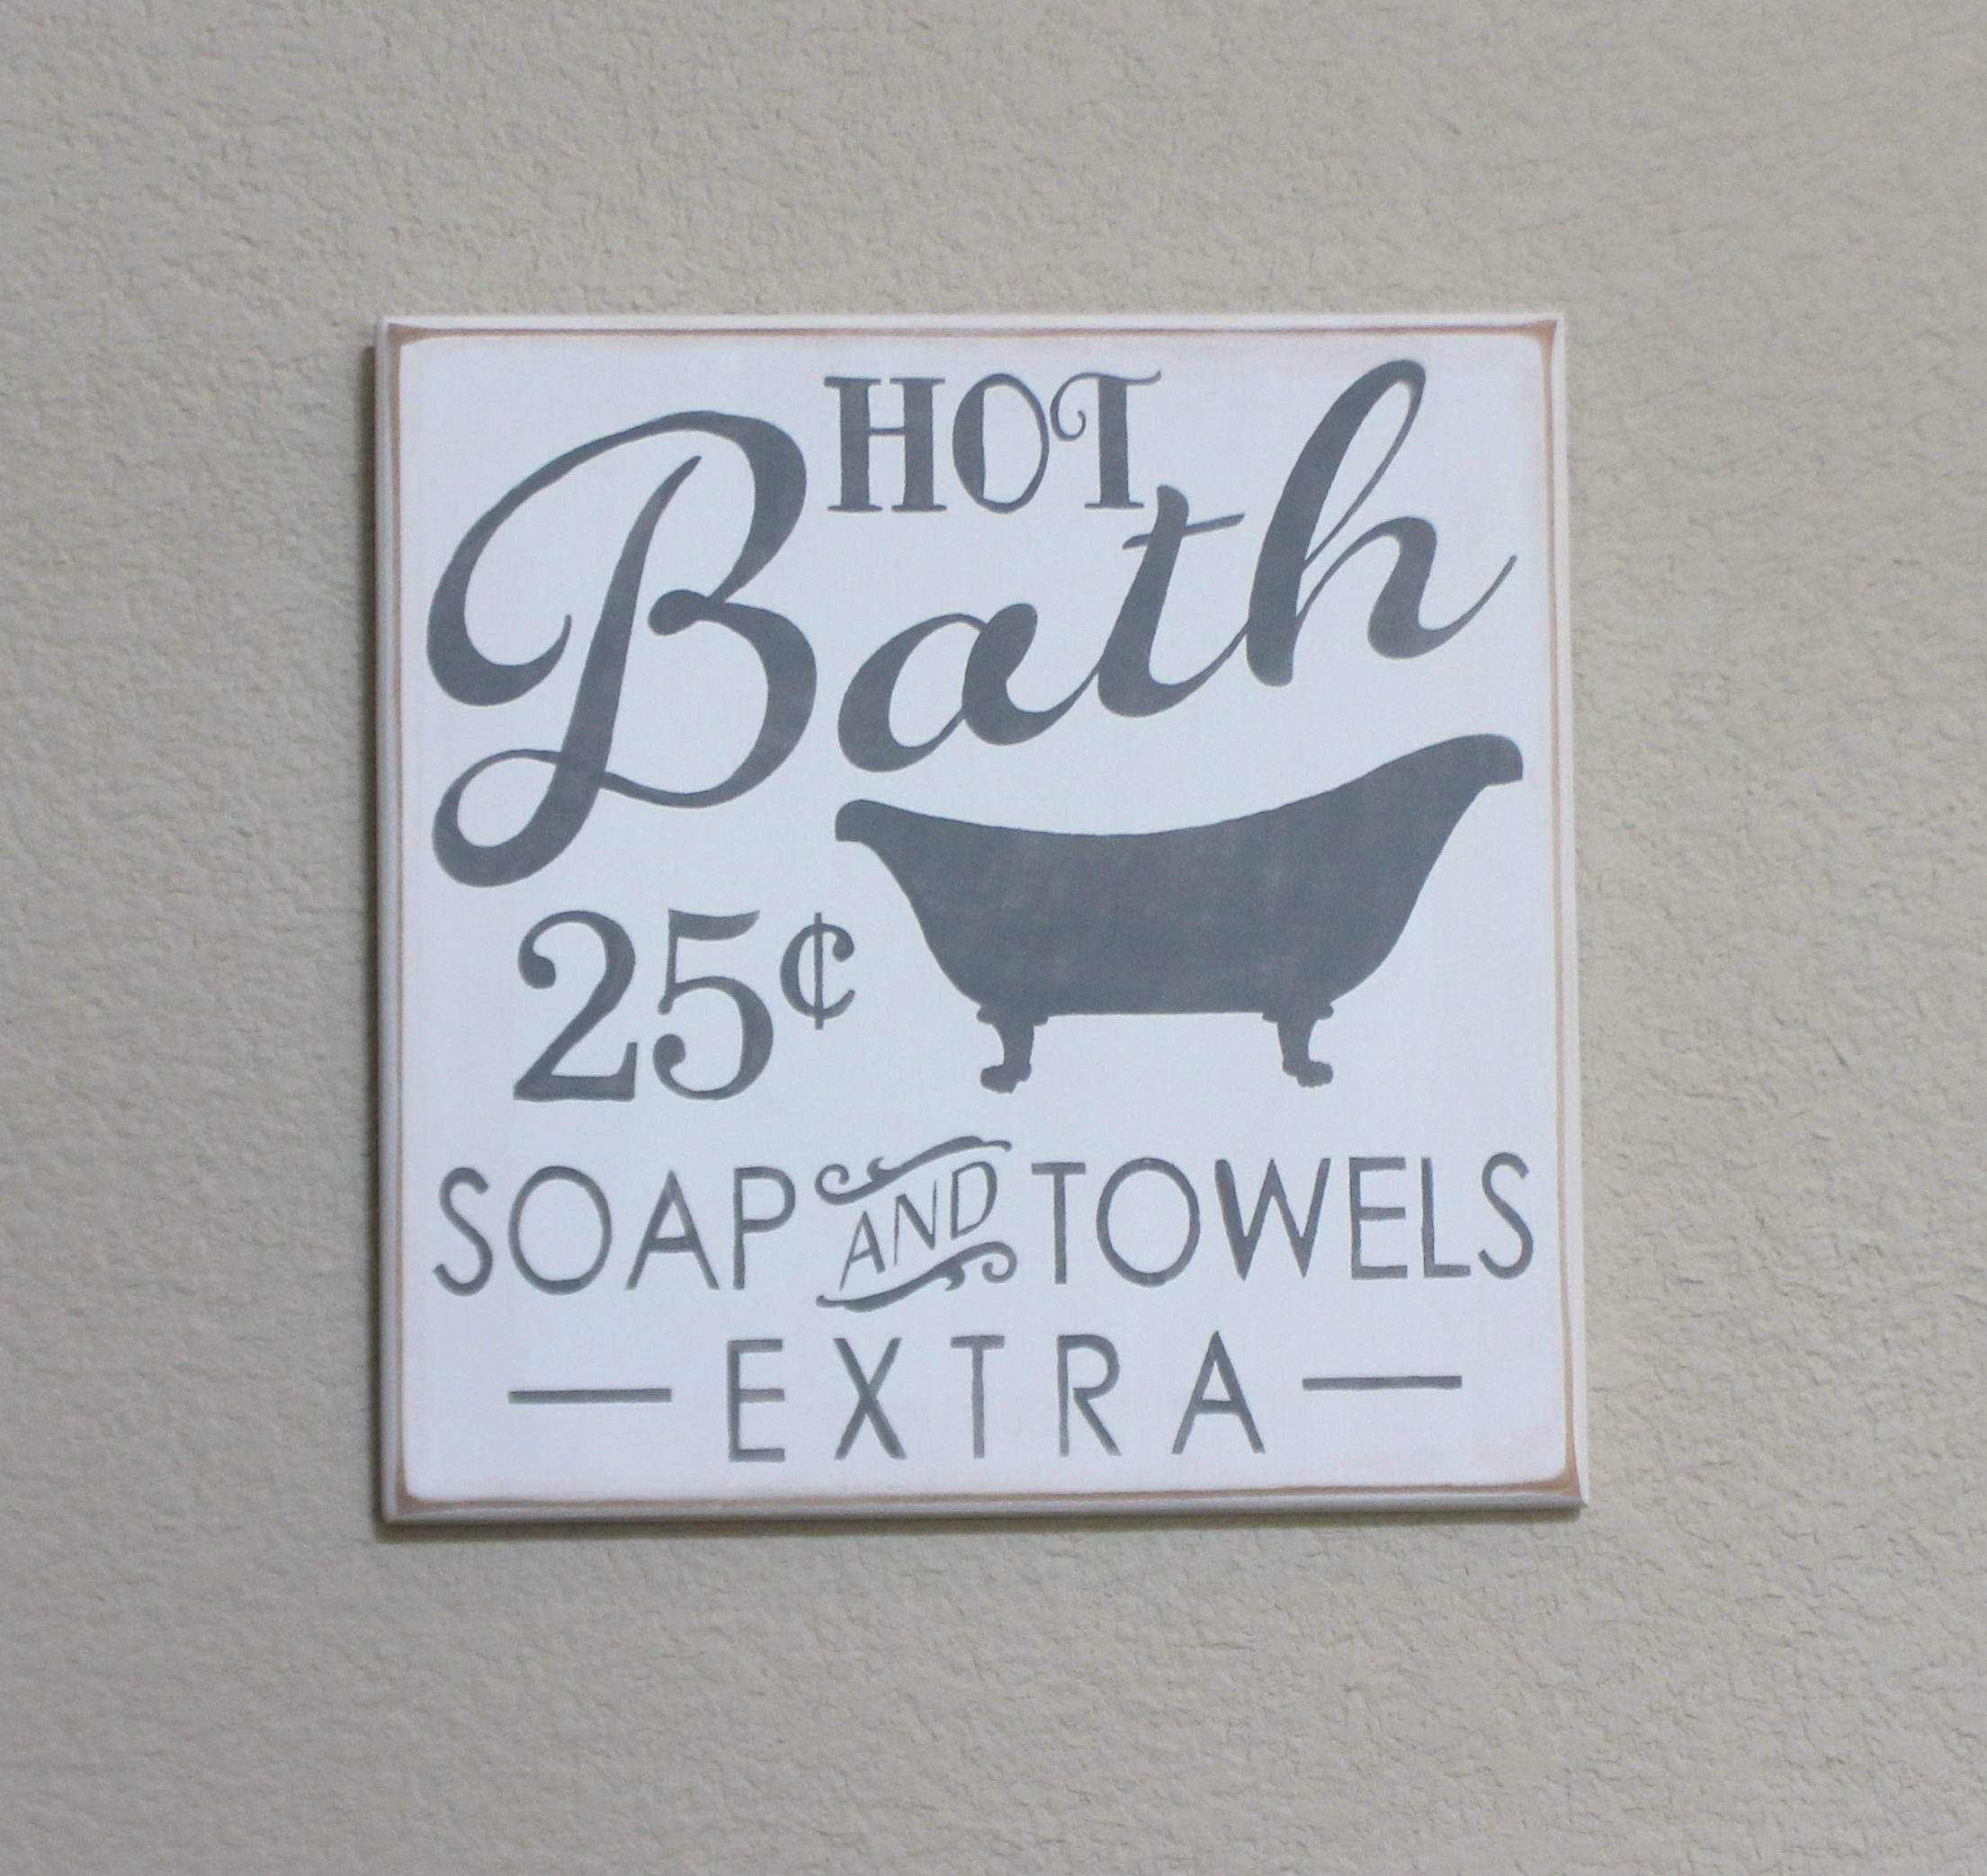 HOT
Bath
25¢
SOAP AND TOWELS
— EXTRA —